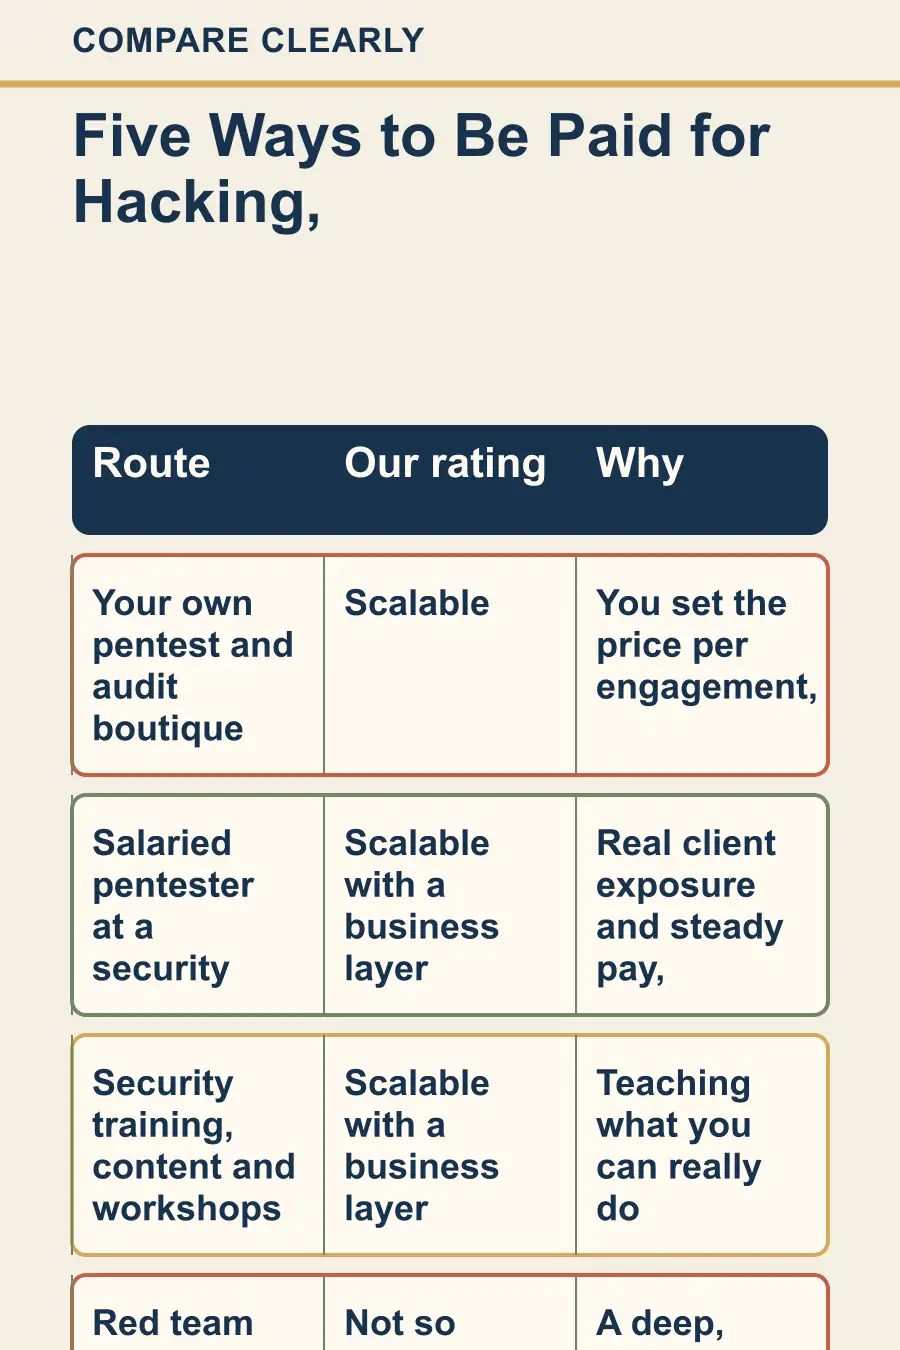 COMPARE CLEARLY
Five Ways to Be Paid for
Hacking,
Route
Our rating
Why
Your own
pentest and
audit
boutique
Scalable
You set the
price per
engagement,
Salaried
pentester
at a
security
Scalable
with a
business
layer
Real client
exposure
and steady
pay,
Security
training,
content and
workshops
Scalable
with a
business
layer
Teaching
what you
can really
do
Red team
Not so
A deep,